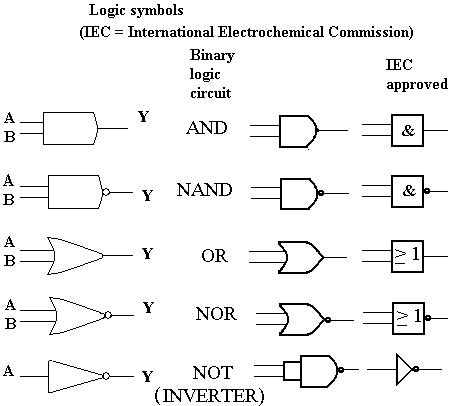 Logic symbols
(IEC = International Electrochemical Commission)
Binary
logic
circuit
IEC
approved
A
B
Y
AND
&
A
B
Y
NAND
&
A
B
Y
OR
≥ 1
A
B
Y
NOR
≥ 1
A
Y
NOT
(INVERTER)